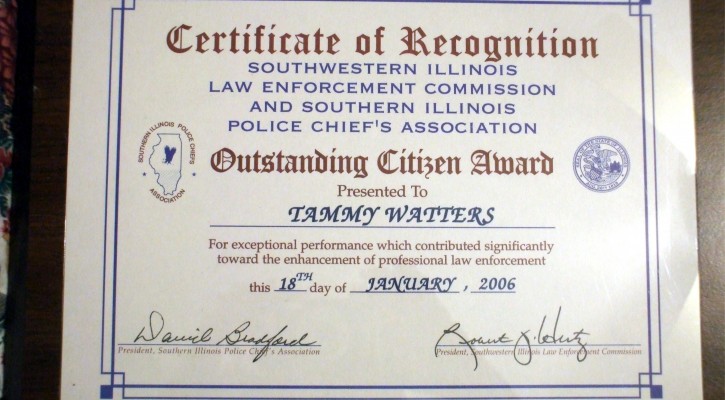 Certificate of Recognition
SOUTHWESTERN ILLINOIS
LAW ENFORCEMENT COMMISSION
AND SOUTHERN ILLINOIS
POLICE CHIEF'S ASSOCIATION
SOUTHERN ILLINOIS POLICE CHIEFS
ASSOCIATION
Outstanding Citizen Award
Presented To
TAMMY WATTERS
For exceptional performance which contributed significantly
toward the enhancement of professional law enforcement
this 18TH day of JANUARY, 2006
President, Southern Illinois Police Chief's Association
President, Southwestern Illinois Law Enforcement Commission